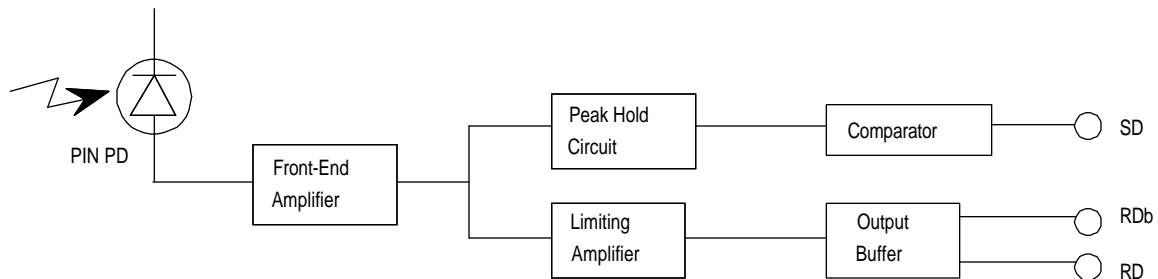 PIN PD
Front-End
Amplifier
Peak Hold
Circuit
Comparator
SD
Limiting
Amplifier
Output
Buffer
RDb
RD